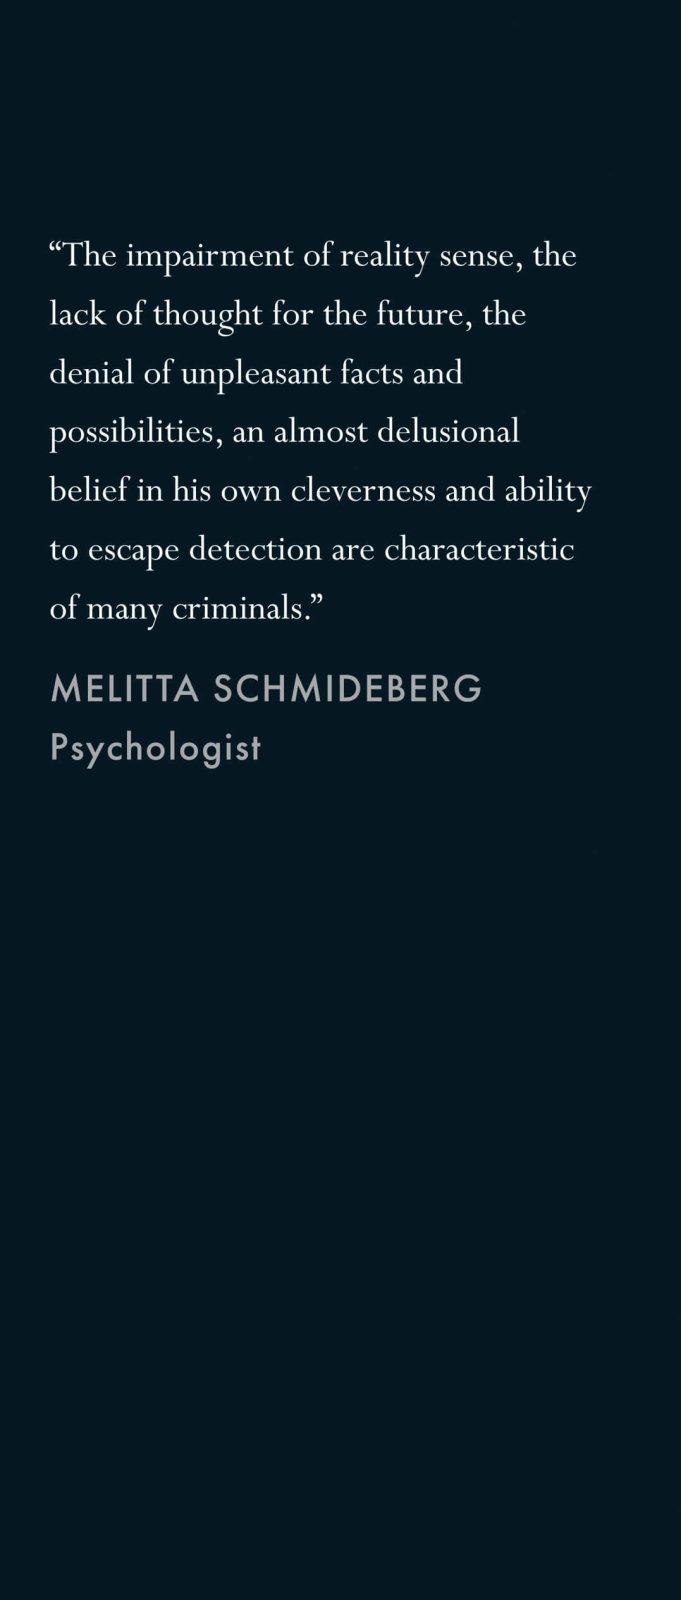 “The impairment of reality sense, the
lack of thought for the future, the
denial of unpleasant facts and
possibilities, an almost delusional
belief in his own cleverness and ability
to escape detection are characteristic
of many criminals.”
MELITTA SCHMIDEBERG
Psychologist